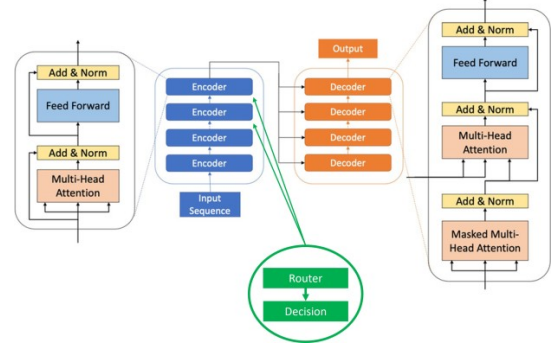 Add & Norm
Feed Forward
Add & Norm
Multi-Head
Attention
Encoder
Encoder
Encoder
Encoder
Input
Sequence
Router
Decision
Output
Decoder
Decoder
Decoder
Decoder
Add & Norm
Feed Forward
Add & Norm
Multi-Head
Attention
Add & Norm
Masked Multi-
Head Attention